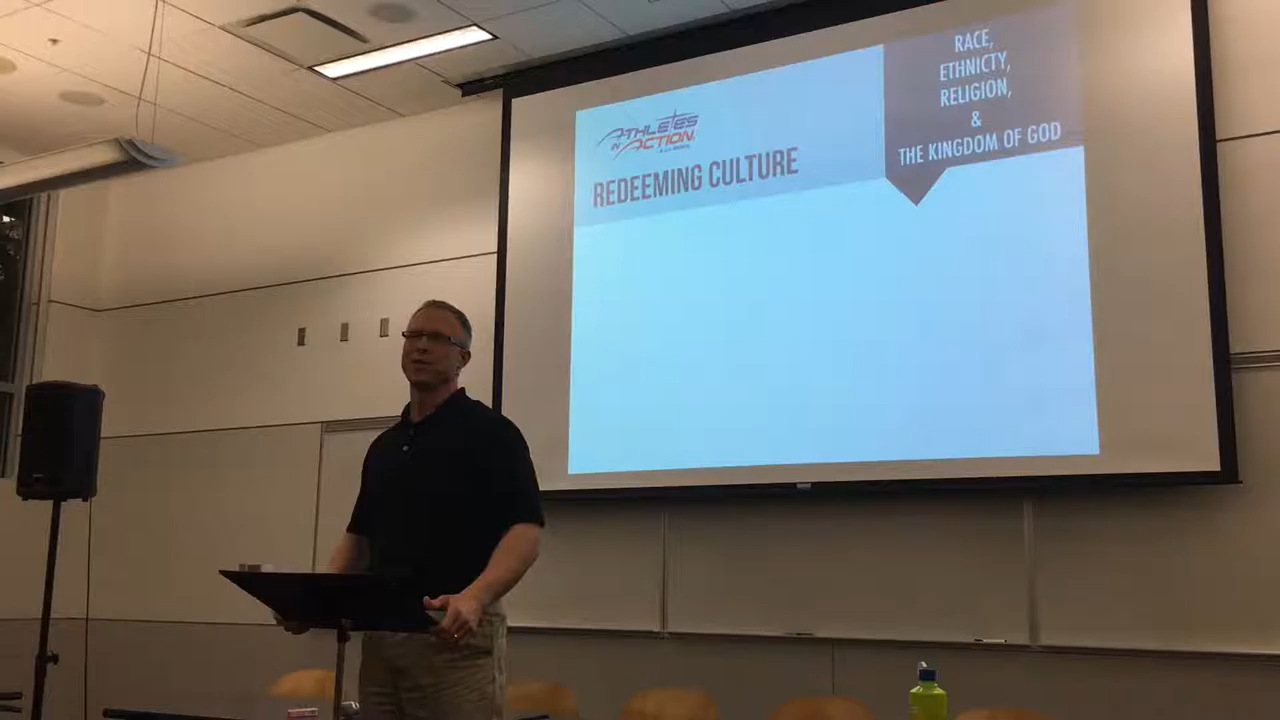 ATHLETES
IN ACTION
REDEEMING CULTURE
RACE,
ETHNICTY,
RELIGION,
&
THE KINGDOM OF GOD